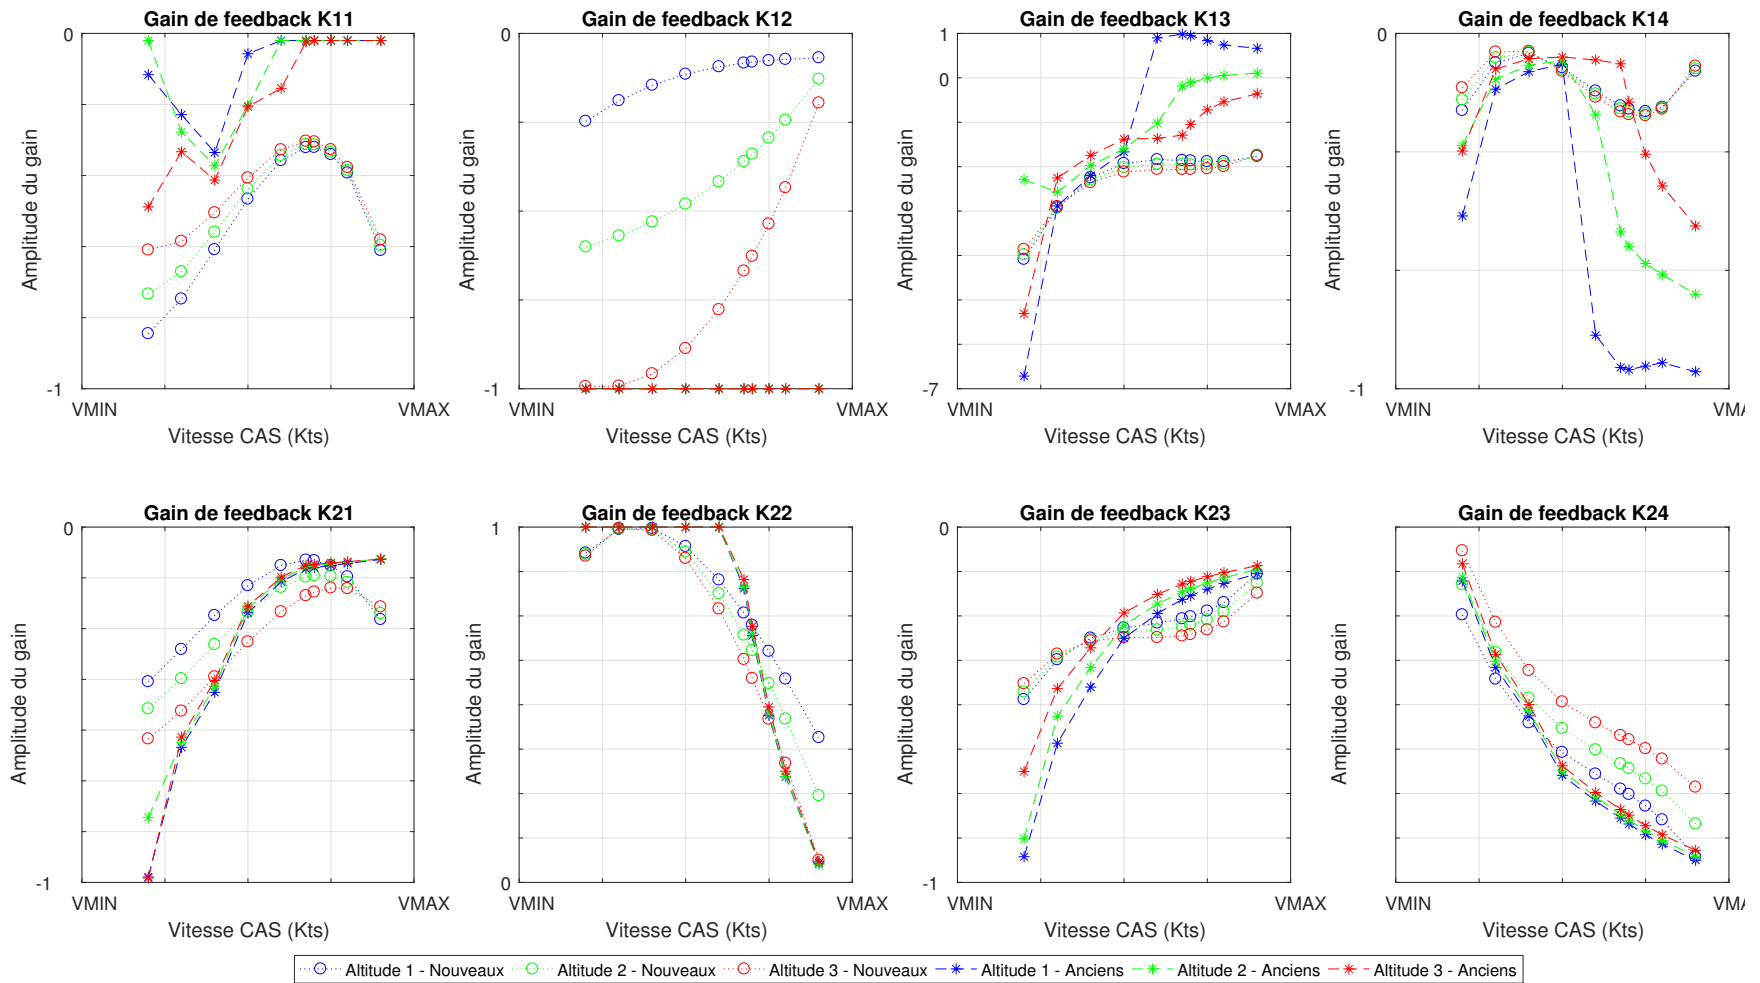 Gain de feedback K11
Gain de feedback K12
Gain de feedback K13
Gain de feedback K14
0
-1
Amplitude du gain
VMIN
VMAX
Vitesse CAS (Kts)
0
-1
Amplitude du gain
VMIN
VMAX
Vitesse CAS (Kts)
1
0
-7
Amplitude du gain
VMIN
VMAX
Vitesse CAS (Kts)
0
-1
Amplitude du gain
VMIN
VMA
Vitesse CAS (Kts)
Gain de feedback K21
Gain de feedback K22
Gain de feedback K23
Gain de feedback K24
0
-1
Amplitude du gain
VMIN
VMAX
Vitesse CAS (Kts)
1
0
Amplitude du gain
VMIN
VMAX
Vitesse CAS (Kts)
0
-1
Amplitude du gain
VMIN
VMAX
Vitesse CAS (Kts)
0
-1
Amplitude du gain
VMIN
VMA
Vitesse CAS (Kts)
Altitude 1 - Nouveaux
Altitude 2 - Nouveaux
Altitude 3 - Nouveaux
Altitude 1 - Anciens
Altitude 2 - Anciens
Altitude 3 - Anciens